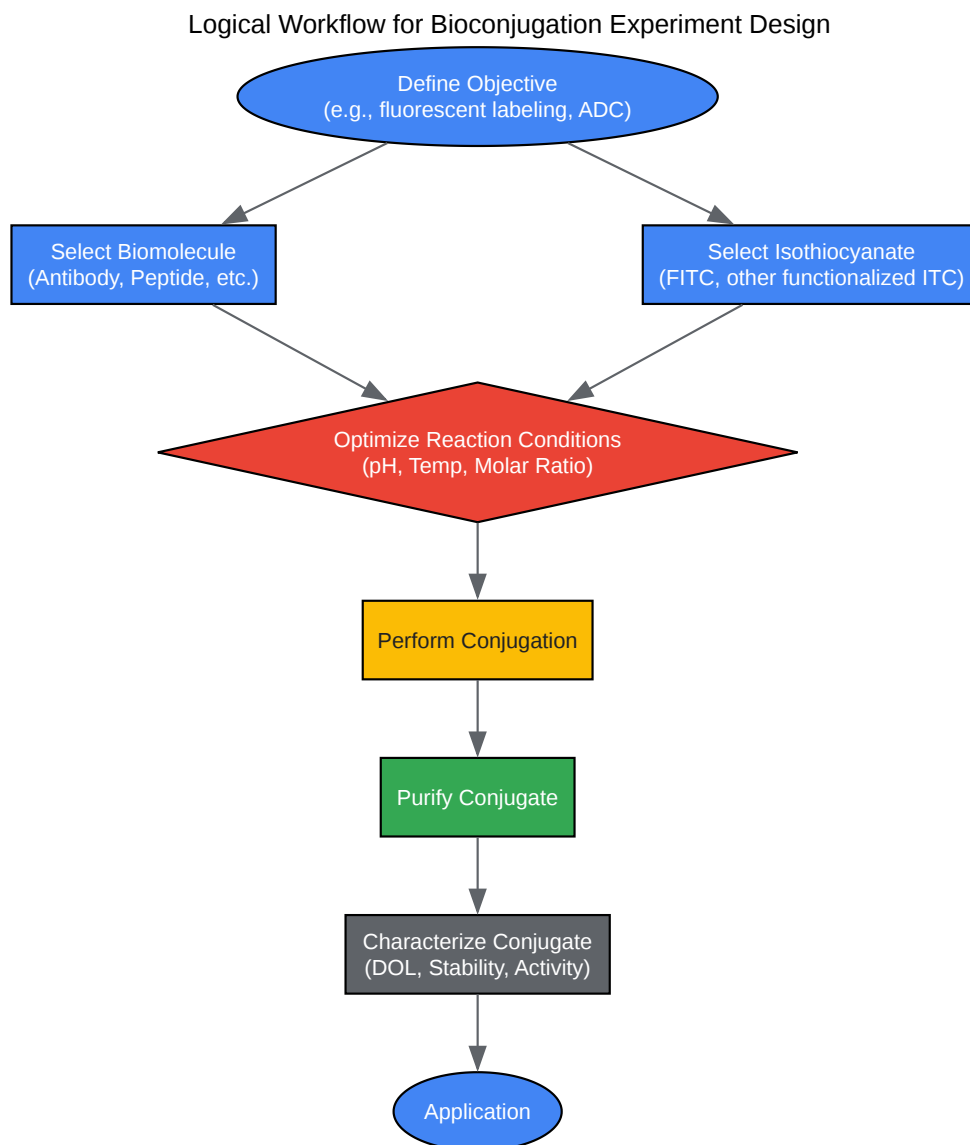 Logical Workflow for Bioconjugation Experiment Design
Define Objective
(e.g., fluorescent labeling, ADC)
Select Biomolecule
(Antibody, Peptide, etc.)
Select Isothiocyanate
(FITC, other functionalized ITC)
Optimize Reaction Conditions
(pH, Temp, Molar Ratio)
Perform Conjugation
Purify Conjugate
Characterize Conjugate
(DOL, Stability, Activity)
Application